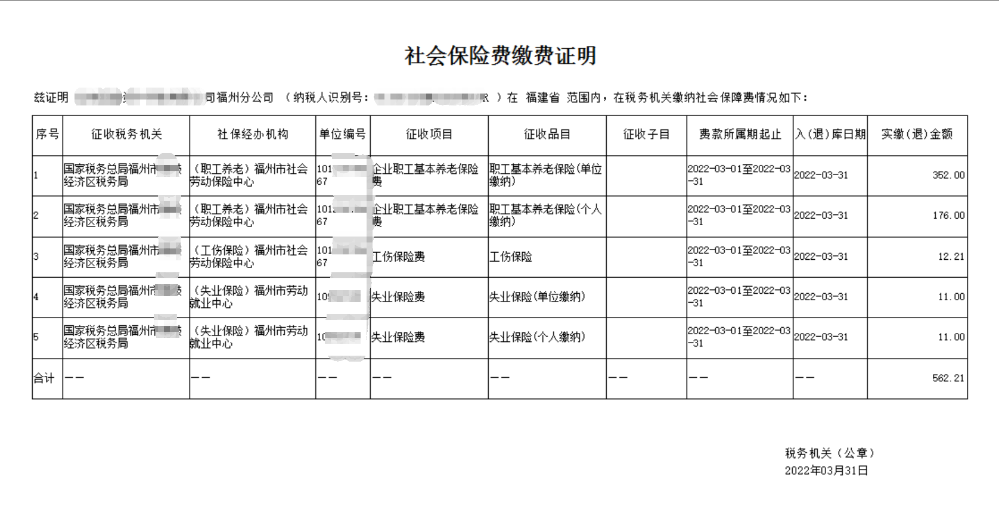 社会保险费缴费证明
兹证明 司福州分公司 （纳税人识别号： R ）在 福建省 范围内，在税务机关缴纳社会保障费情况如下：
序号 征收税务机关 社保经办机构 单位编号 征收项目 征收品目 征收子目 费款所属期起止 入(退)库日期 实缴(退)金额
1 国家税务总局福州市 经济区税务局 （职工养老）福州市社会劳动保险中心 101 67 企业职工基本养老保险费 职工基本养老保险(单位缴纳) 2022-03-01至2022-03-31 2022-03-31 352.00
2 国家税务总局福州市 经济区税务局 （职工养老）福州市社会劳动保险中心 101 67 企业职工基本养老保险费 职工基本养老保险(个人缴纳) 2022-03-01至2022-03-31 2022-03-31 176.00
3 国家税务总局福州市 经济区税务局 （工伤保险）福州市社会劳动保险中心 101 67 工伤保险费 工伤保险 2022-03-01至2022-03-31 2022-03-31 12.21
4 国家税务总局福州市 经济区税务局 （失业保险）福州市劳动就业中心 10 失业保险费 失业保险(单位缴纳) 2022-03-01至2022-03-31 2022-03-31 11.00
5 国家税务总局福州市 经济区税务局 （失业保险）福州市劳动就业中心 10 失业保险费 失业保险(个人缴纳) 2022-03-01至2022-03-31 2022-03-31 11.00
合计 —— —— —— —— —— —— —— —— 562.21
税务机关（公章）
2022年03月31日